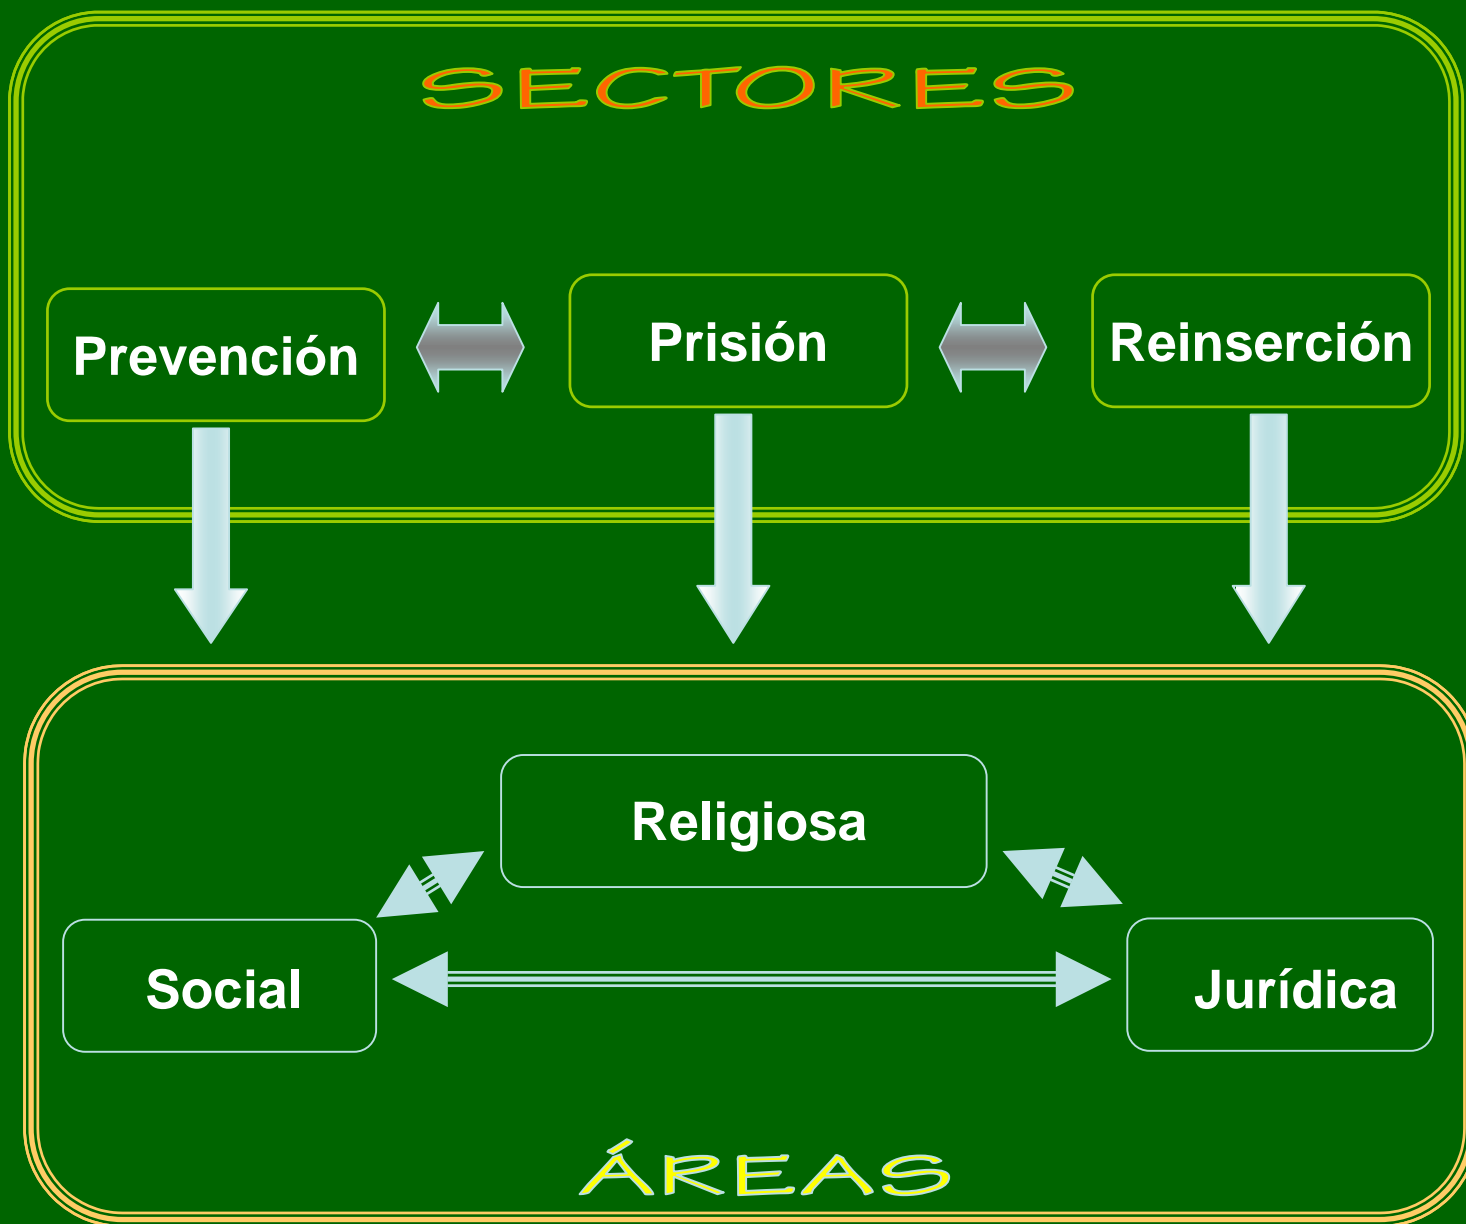 SECTORES
Prevención
Prisión
Reinserción
Religiosa
Social
Jurídica
ÁREAS